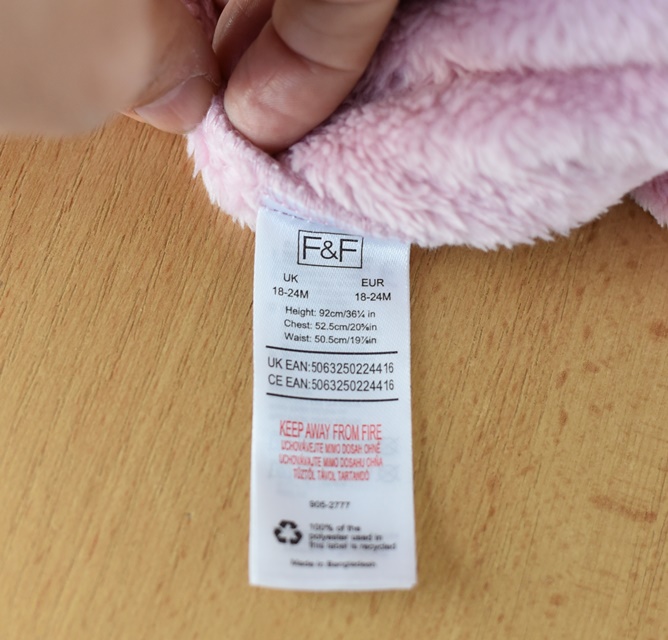 F&F
UK EUR
18-24M 18-24M
Height: 92cm/36¼ in
Chest: 52.5cm/20⅝in
Waist: 50.5cm/19⅞in
UK EAN:5063250224416
CE EAN:5063250224416
KEEP AWAY FROM FIRE
UCHOVÁVEJTE MIMO DOSAH OHNĚ
UCHOVÁVAJTE MIMO DOSAHU OHŇA
TŰZTŐL TÁVOL TARTANDÓ
905-2777
100% of the
polyester used in
this label is recycled
Made in Bangladesh